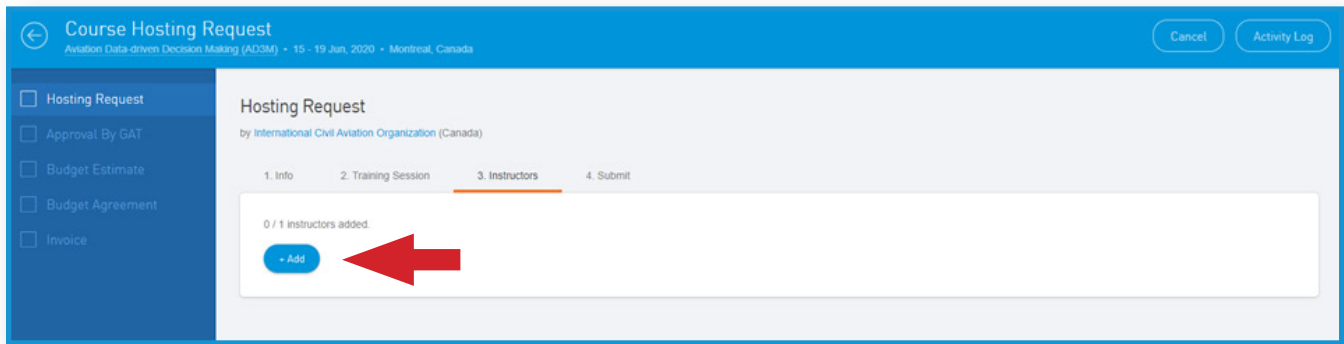 Course Hosting Request
Aviation Data-driven Decision Making (AD3M) • 15 - 19 Jun, 2020 • Montreal, Canada
Cancel
Activity Log
Hosting Request
Approval By GAT
Budget Estimate
Budget Agreement
Invoice
Hosting Request
by International Civil Aviation Organization (Canada)
1. Info 2. Training Session 3. Instructors 4. Submit
0 / 1 instructors added.
+ Add